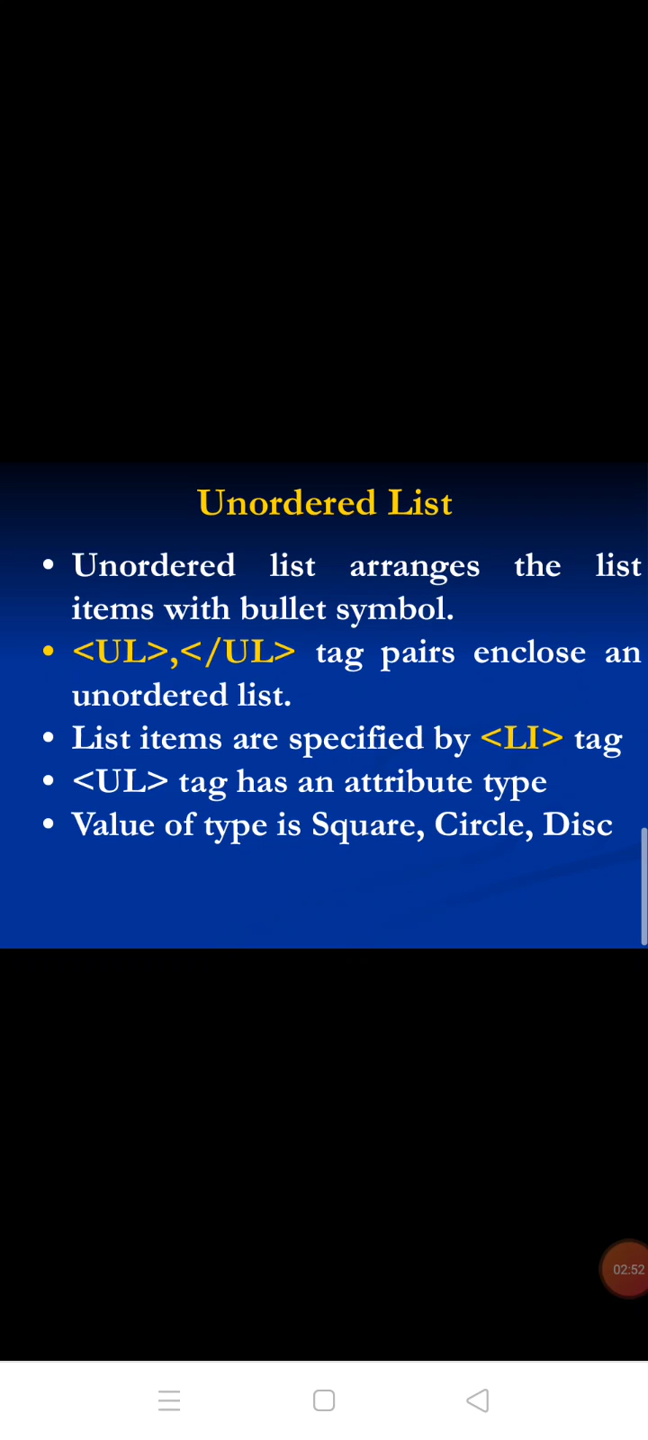 Unordered List
• Unordered list arranges the list
items with bullet symbol.
• <UL>,</UL> tag pairs enclose an
unordered list.
• List items are specified by <LI> tag
• <UL> tag has an attribute type
• Value of type is Square, Circle, Disc
02:52